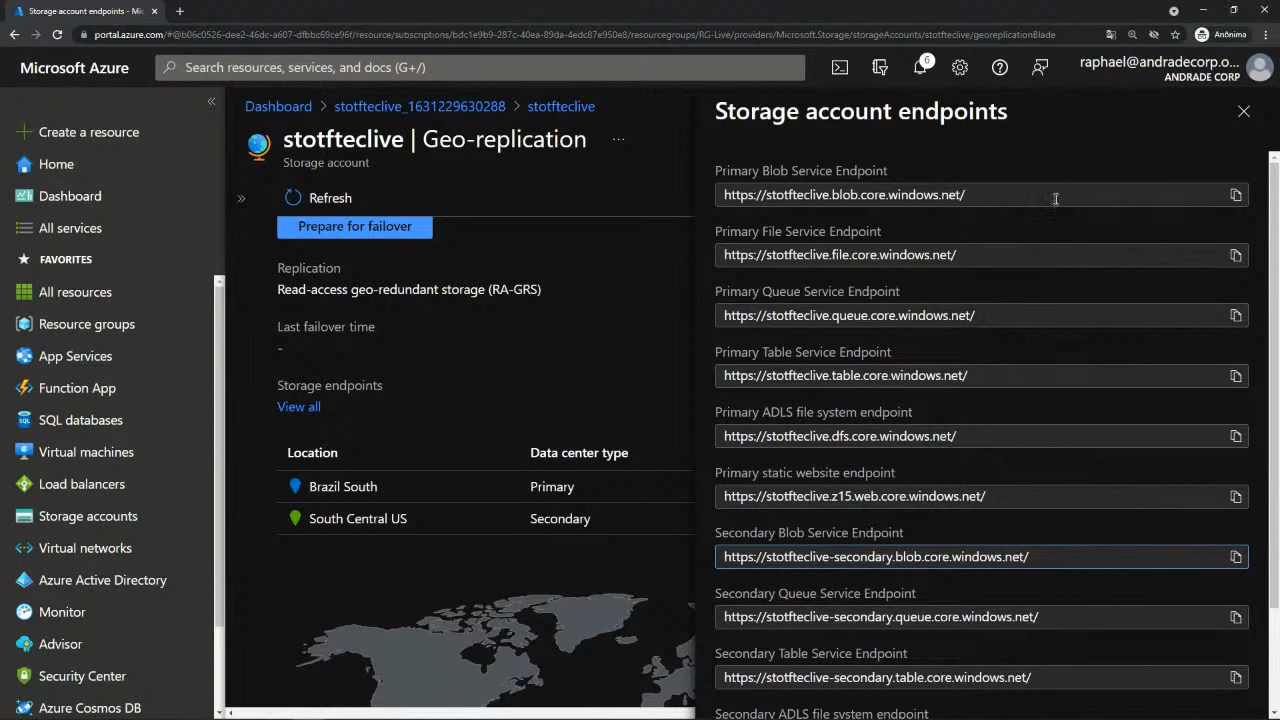 Storage account endpoints - Mi
portal.azure.com/#@b06c0526-dee2-46dc-a607-dfbbc69ce96f/resource/subscriptions/bdc1e9b9-287c-40ea-89da-4edc87e950e8/resourcegroups/RG-Live/providers/Microsoft.Storage/storageAccounts/stofteclive/georeplicationBlade
Anônima
Microsoft Azure
Search resources, services, and docs (G+/)
6
raphael@andradecorp.o...
ANDRADE CORP
Create a resource
Home
Dashboard
All services
FAVORITES
All resources
Resource groups
App Services
Function App
SQL databases
Virtual machines
Load balancers
Storage accounts
Virtual networks
Azure Active Directory
Monitor
Advisor
Security Center
Azure Cosmos DB
Dashboard > stotfteclive_1631229630288 > stotfteclive
stotfteclive | Geo-replication ...
Storage account
Refresh
Prepare for failover
Replication
Read-access geo-redundant storage (RA-GRS)
Last failover time
-
Storage endpoints
View all
Location Data center type
Brazil South Primary
South Central US Secondary
Storage account endpoints
Primary Blob Service Endpoint
https://stotfteclive.blob.core.windows.net/
Primary File Service Endpoint
https://stotfteclive.file.core.windows.net/
Primary Queue Service Endpoint
https://stotfteclive.queue.core.windows.net/
Primary Table Service Endpoint
https://stotfteclive.table.core.windows.net/
Primary ADLS file system endpoint
https://stotfteclive.dfs.core.windows.net/
Primary static website endpoint
https://stotfteclive.z15.web.core.windows.net/
Secondary Blob Service Endpoint
https://stotfteclive-secondary.blob.core.windows.net/
Secondary Queue Service Endpoint
https://stotfteclive-secondary.queue.core.windows.net/
Secondary Table Service Endpoint
https://stotfteclive-secondary.table.core.windows.net/
Secondary ADLS file system endpoint